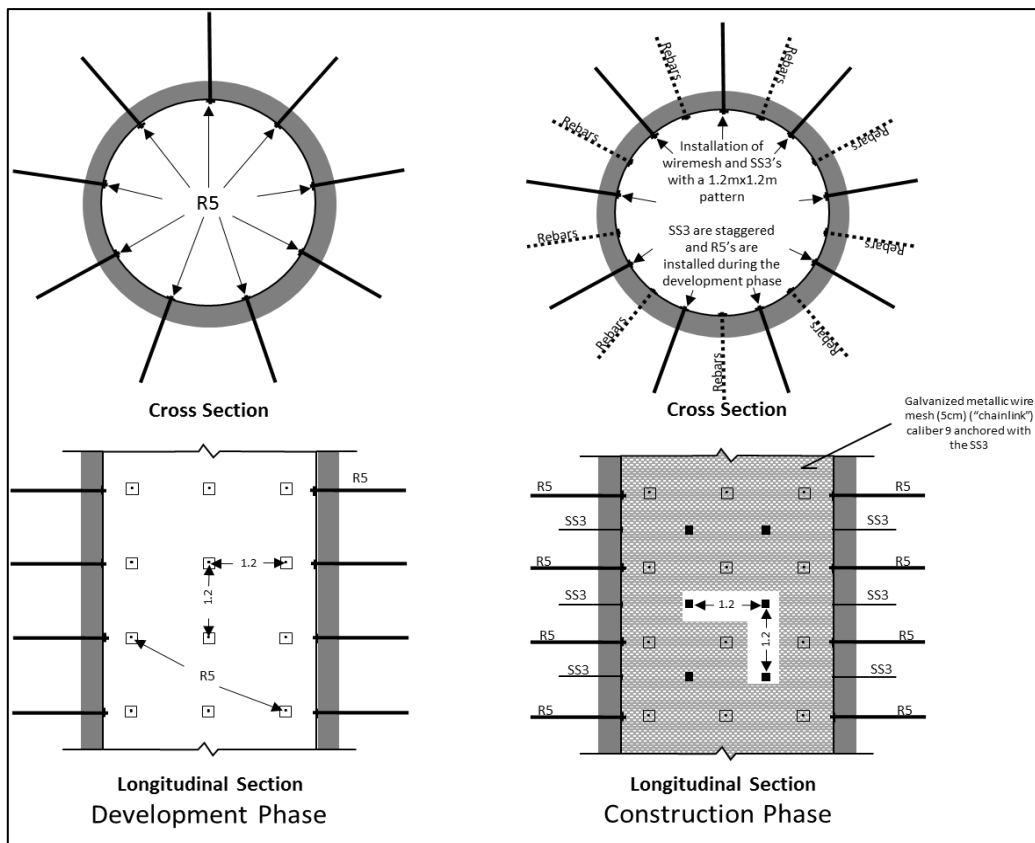 R5
Cross Section
R5
1.2
1.2
R5
Longitudinal Section
Development Phase
Rebars
Rebars
Rebars
Rebars
Rebars
Rebars
Rebars
Rebars
Rebars
Installation of
wiremesh and SS3's
with a 1.2mx1.2m
pattern
SS3 are staggered
and R5's are
installed during the
development phase
Cross Section
Galvanized metallic wire
mesh (5cm) ("chainlink")
caliber 9 anchored with
the SS3
R5
R5
SS3
SS3
R5
R5
SS3
SS3
1.2
1.2
R5
R5
SS3
SS3
R5
R5
Longitudinal Section
Construction Phase